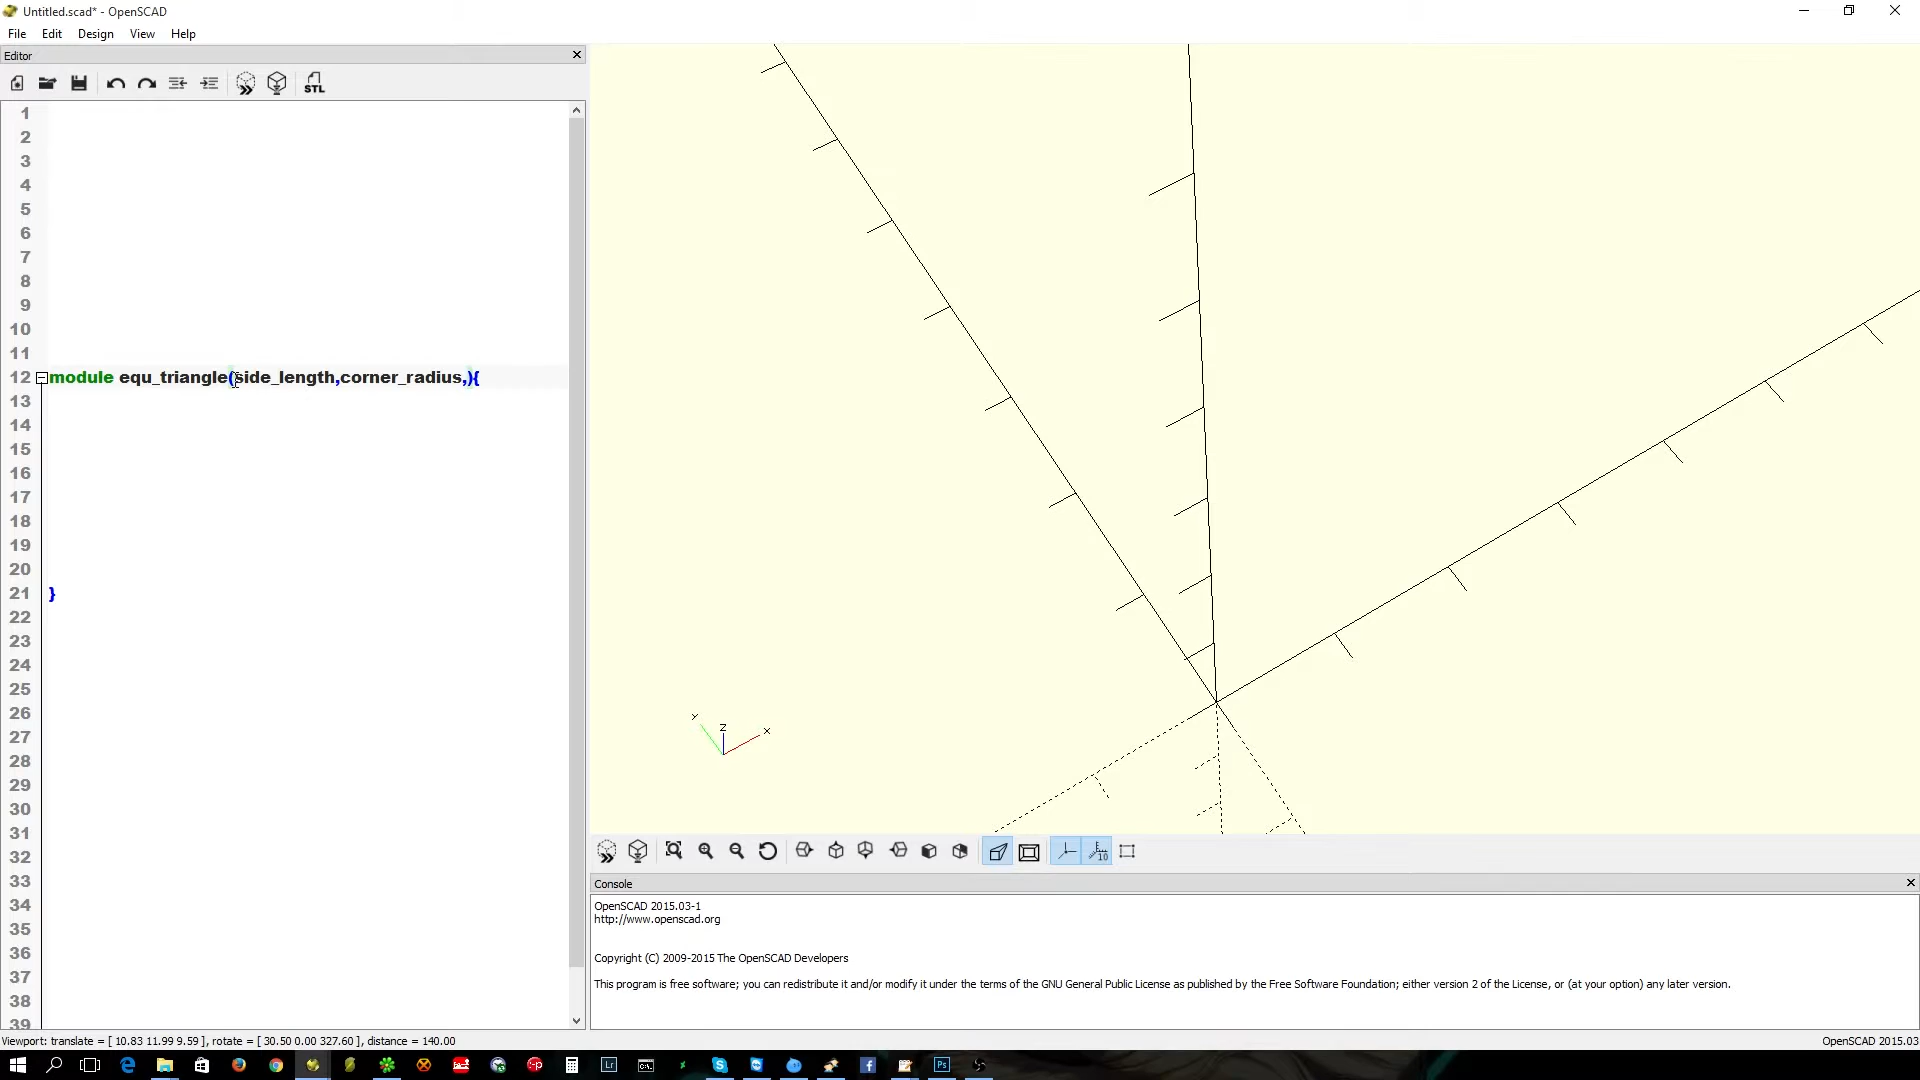 Untitled.scad* - OpenSCAD
File Edit Design View Help
Editor
STL
1
2
3
4
5
6
7
8
9
10
11
12 module equ_triangle(side_length,corner_radius,){
13
14
15
16
17
18
19
20
21 }
22
23
24
25
26
27
28
29
30
31
32
33
34
35
36
37
38
39
Y Z X
10
Console
OpenSCAD 2015.03-1
http://www.openscad.org
Copyright (C) 2009-2015 The OpenSCAD Developers
This program is free software; you can redistribute it and/or modify it under the terms of the GNU General Public License as published by the Free Software Foundation; either version 2 of the License, or (at your option) any later version.
Viewport: translate = [ 10.83 11.99 9.59 ], rotate = [ 30.50 0.00 327.60 ], distance = 140.00
OpenSCAD 2015.03
Lr
Ps